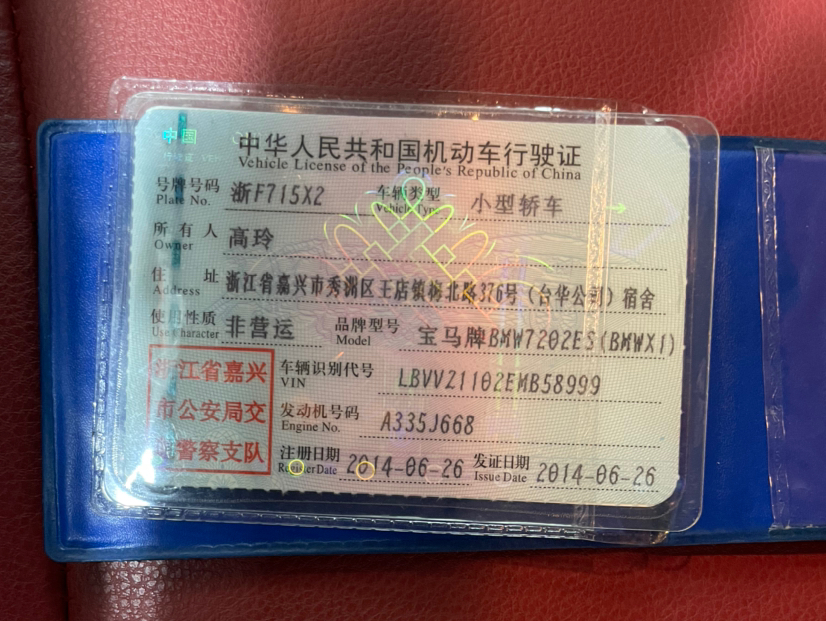 中国
中华人民共和国机动车行驶证
Vehicle License of the People's Republic of China
号牌号码 浙F715X2 车辆类型 小型轿车
Plate No. Vehicle Type
所有人 高玲
Owner
住址 浙江省嘉兴市秀洲区王店镇梅北路376号(台华公司)宿舍
Address
使用性质 非营运 品牌型号 宝马牌BMW7202ES(BMWX1)
Use Character Model
浙江省嘉兴
市公安局交
通警察支队
车辆识别代号 LBVVZ1102EMB58999
VIN
发动机号码 A335J668
Engine No.
注册日期 2014-06-26 发证日期 2014-06-26
Register Date Issue Date